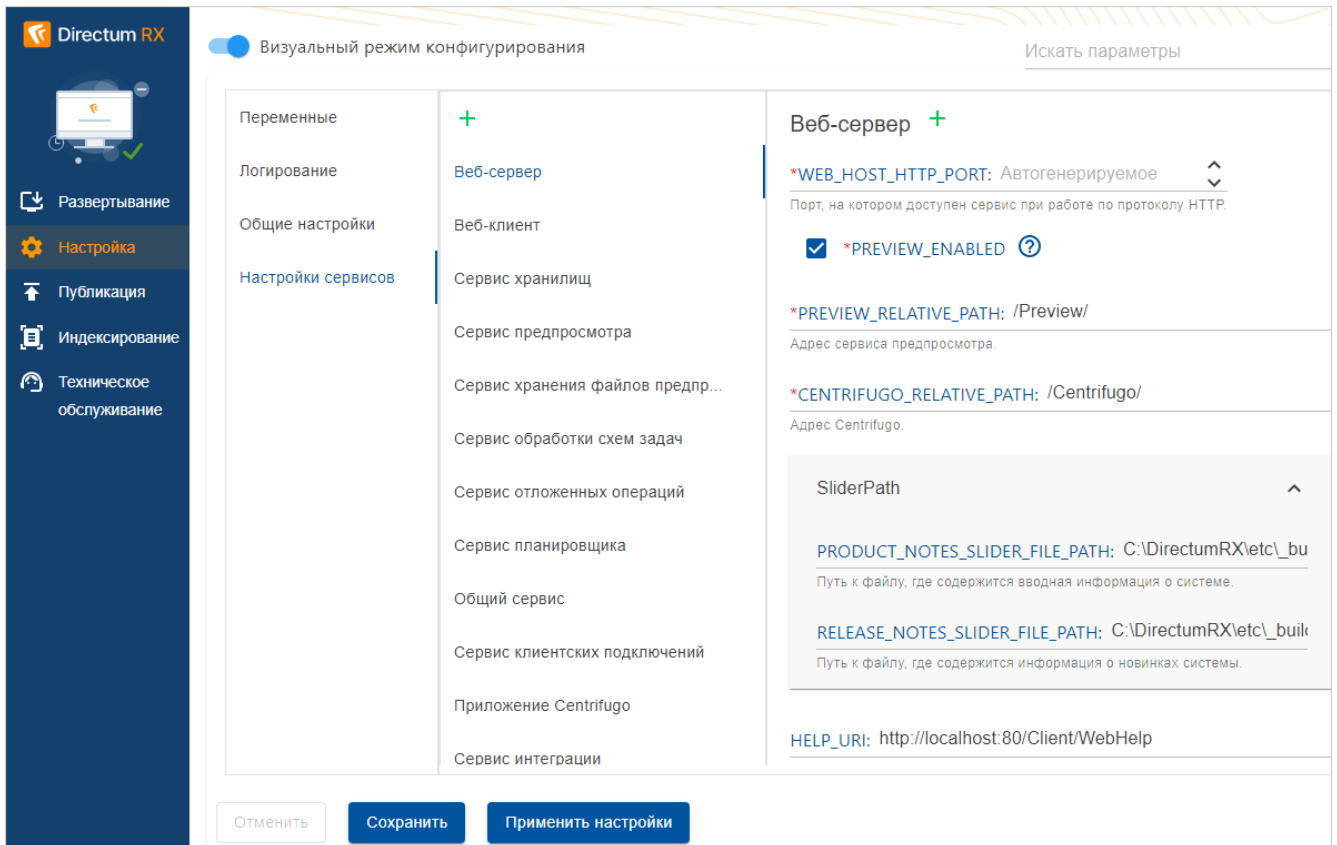 Directum RX
Развертывание
Настройка
Публикация
Индексирование
Техническое
обслуживание
Визуальный режим конфигурирования
Искать параметры
Переменные
Логирование
Общие настройки
Настройки сервисов
+
Веб-сервер
Веб-клиент
Сервис хранилищ
Сервис предпросмотра
Сервис хранения файлов предпр...
Сервис обработки схем задач
Сервис отложенных операций
Сервис планировщика
Общий сервис
Сервис клиентских подключений
Приложение Centrifugo
Сервис интеграции
Веб-сервер +
*WEB_HOST_HTTP_PORT: Автогенерируемое
Порт, на котором доступен сервис при работе по протоколу HTTP.
*PREVIEW_ENABLED ?
*PREVIEW_RELATIVE_PATH: /Preview/
Адрес сервиса предпросмотра.
*CENTRIFUGO_RELATIVE_PATH: /Centrifugo/
Адрес Centrifugo.
SliderPath
PRODUCT_NOTES_SLIDER_FILE_PATH: C:\DirectumRX\etc\_bu
Путь к файлу, где содержится вводная информация о системе.
RELEASE_NOTES_SLIDER_FILE_PATH: C:\DirectumRX\etc\_build
Путь к файлу, где содержится информация о новинках системы.
HELP_URI: http://localhost:80/Client/WebHelp
Отменить
Сохранить
Применить настройки